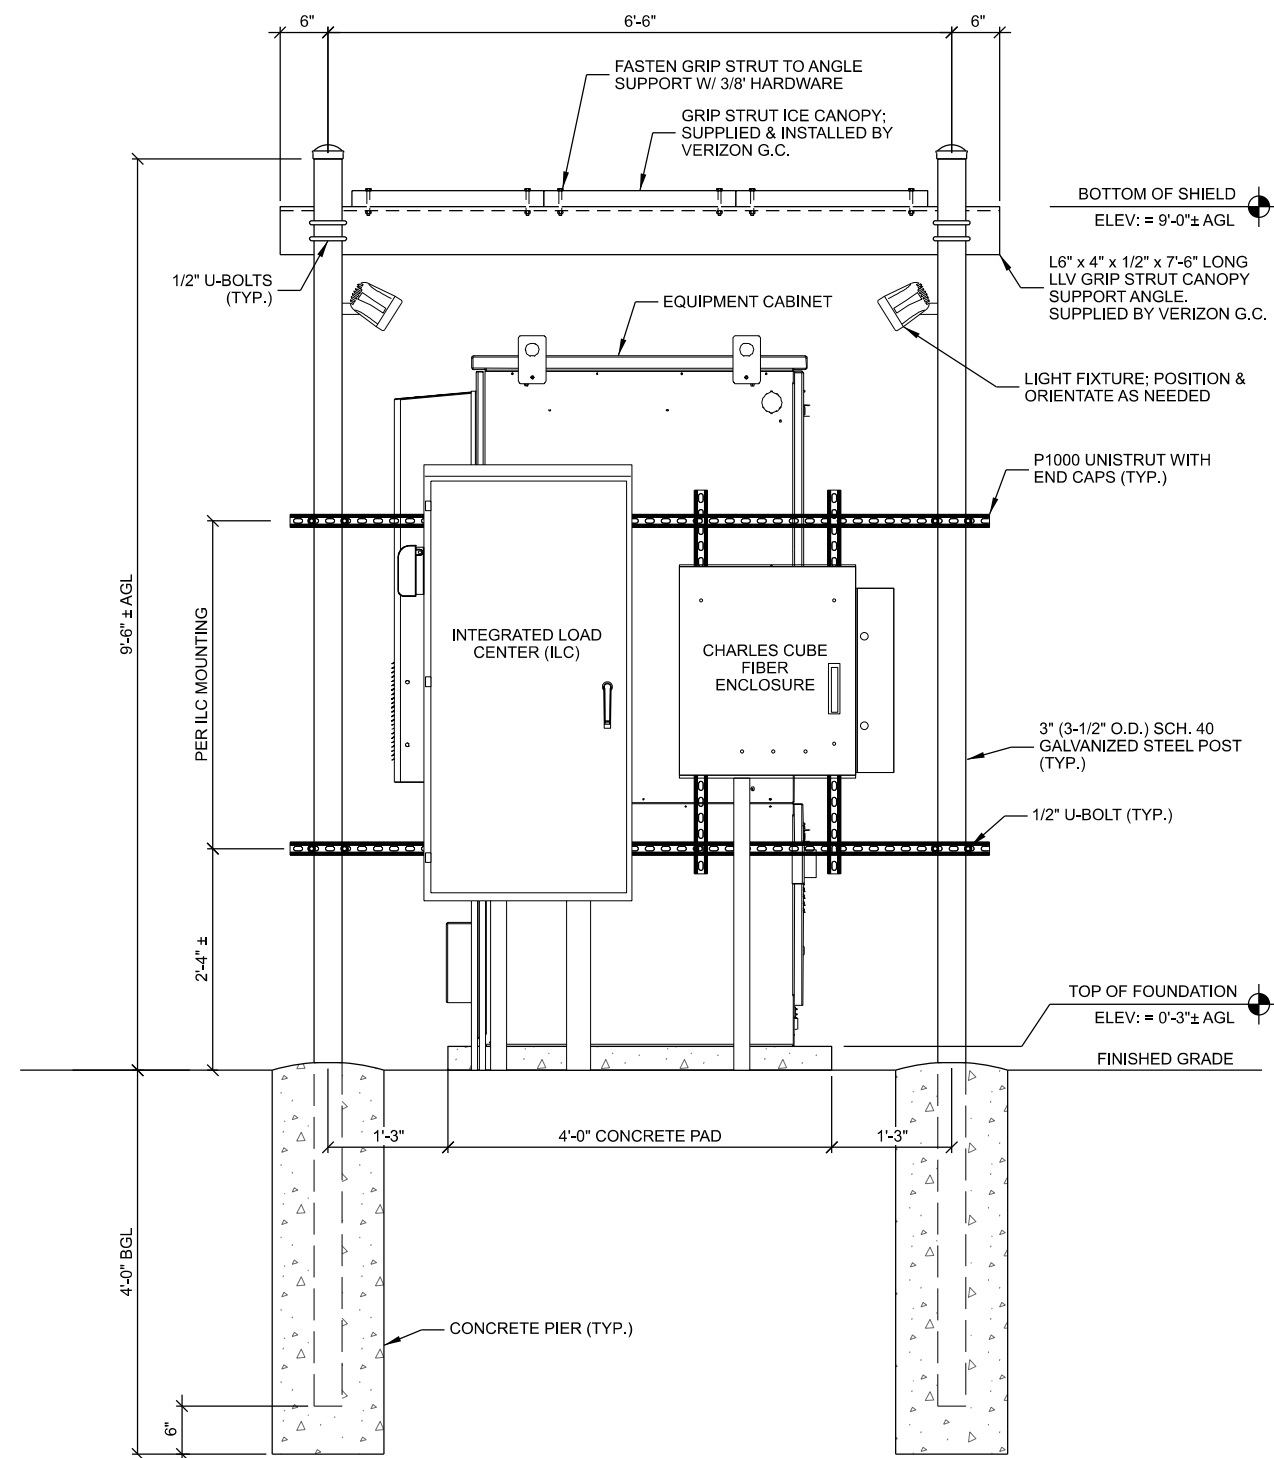 6"
6'-6"
6"
FASTEN GRIP STRUT TO ANGLE
SUPPORT W/ 3/8' HARDWARE
GRIP STRUT ICE CANOPY;
SUPPLIED & INSTALLED BY
VERIZON G.C.
BOTTOM OF SHIELD
ELEV: = 9'-0"± AGL
1/2" U-BOLTS
(TYP.)
L6" x 4" x 1/2" x 7'-6" LONG
LLV GRIP STRUT CANOPY
SUPPORT ANGLE.
SUPPLIED BY VERIZON G.C.
EQUIPMENT CABINET
LIGHT FIXTURE; POSITION &
ORIENTATE AS NEEDED
P1000 UNISTRUT WITH
END CAPS (TYP.)
9'-6" ± AGL
PER ILC MOUNTING
INTEGRATED LOAD
CENTER (ILC)
CHARLES CUBE
FIBER
ENCLOSURE
3" (3-1/2" O.D.) SCH. 40
GALVANIZED STEEL POST
(TYP.)
1/2" U-BOLT (TYP.)
2'-4" ±
TOP OF FOUNDATION
ELEV: = 0'-3"± AGL
FINISHED GRADE
1'-3"
4'-0" CONCRETE PAD
1'-3"
4'-0" BGL
CONCRETE PIER (TYP.)
6"